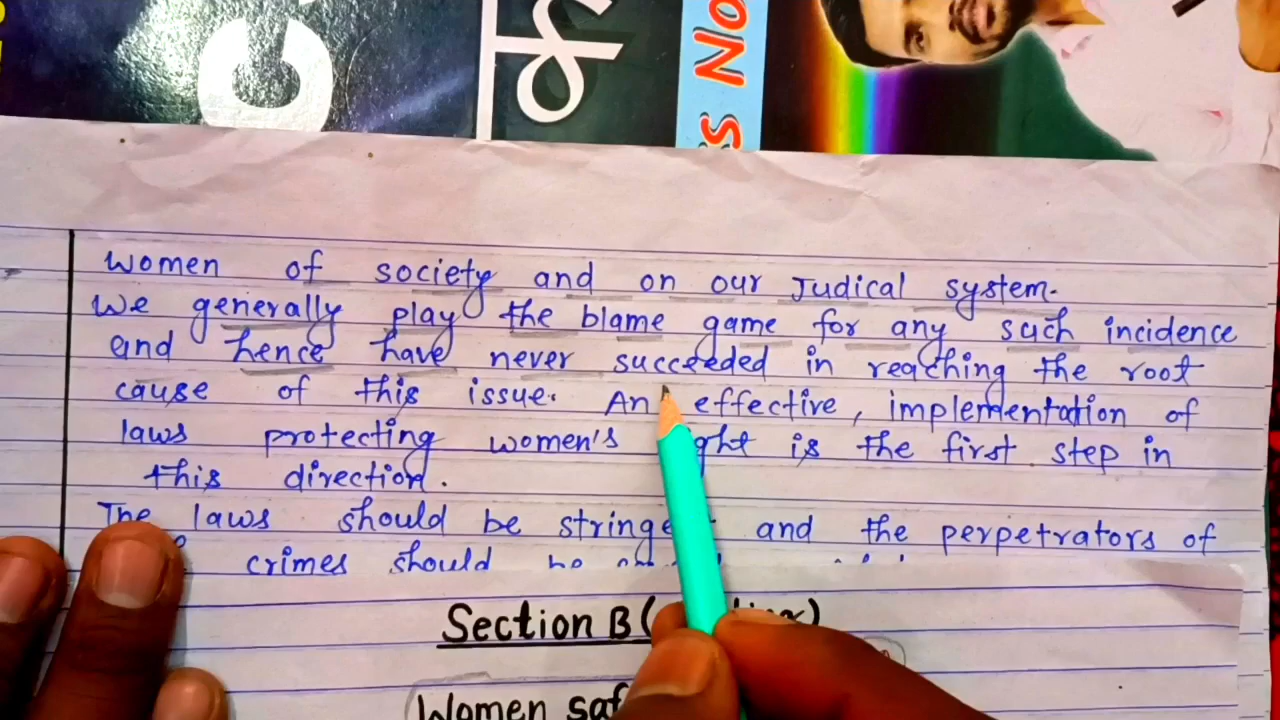 C
क
s No
women of society and on our Judical system.
We generally play the blame game for any such incidence
and hence have never succeeded in reaching the root
cause of this issue. An effective, implementation of
laws protecting women's is the first step in
this direction.
The laws should be and the perpetrators of
crimes should
Section B (
Women